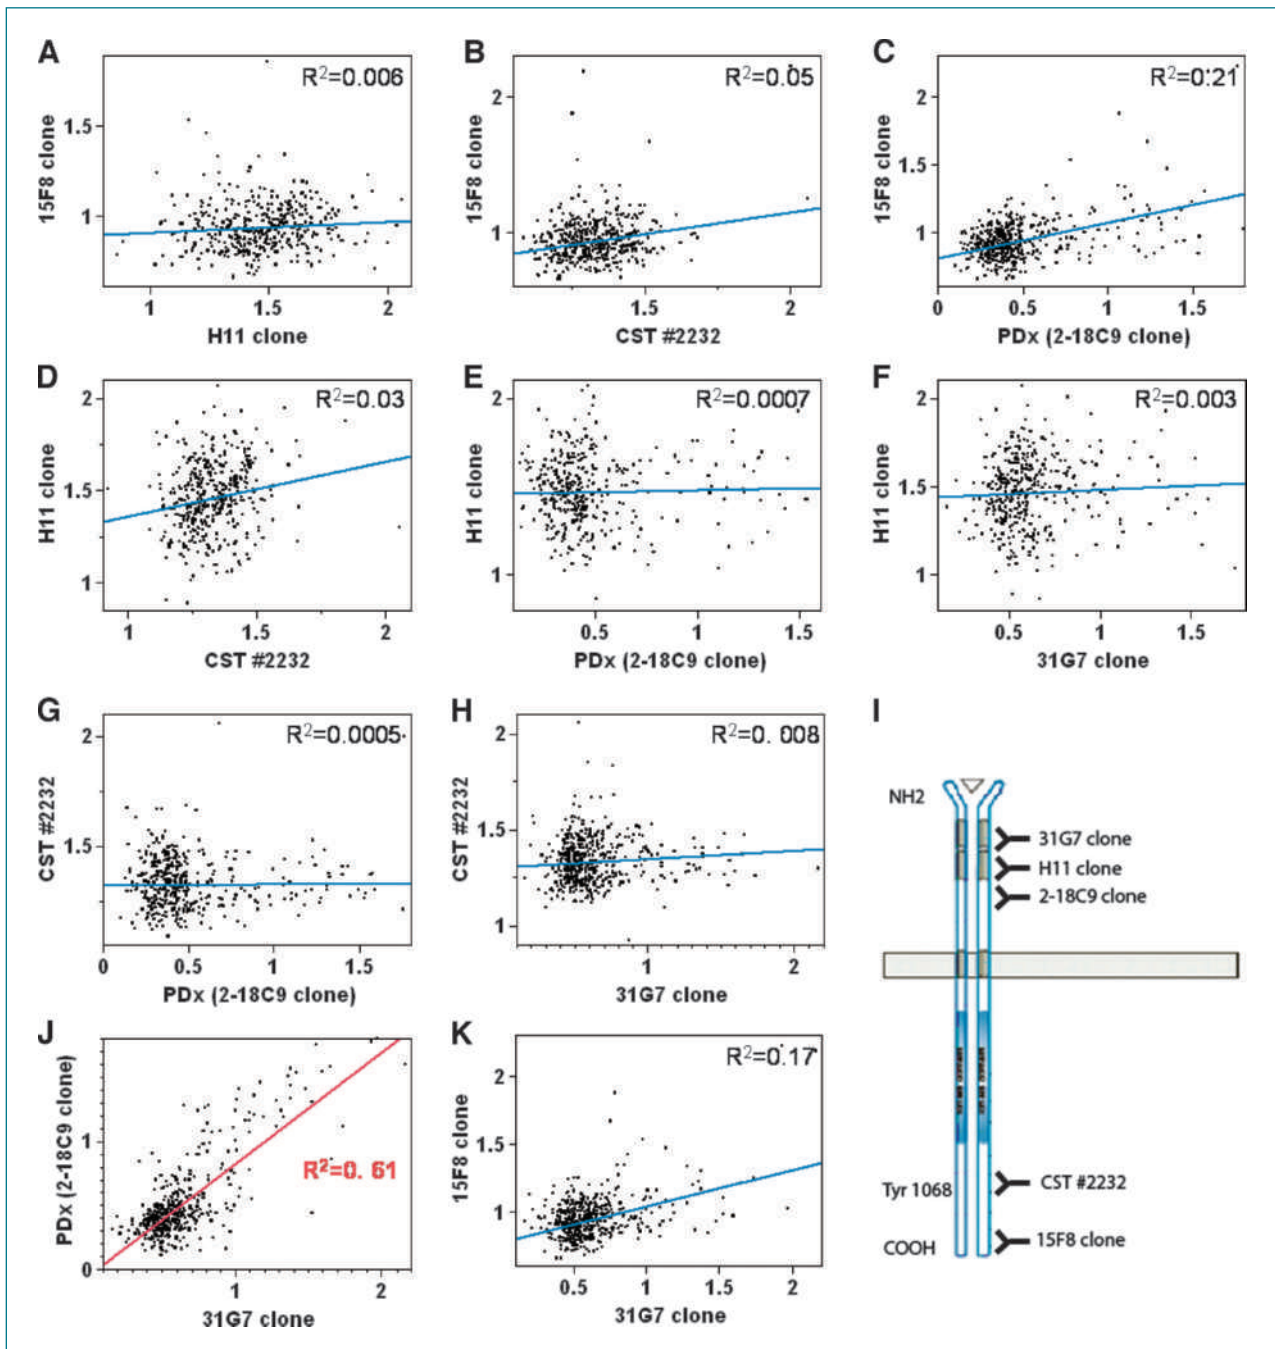 A
R²=0.006
15F8 clone
1.5
1
1
1.5
2
H11 clone
B
R²=0.05
15F8 clone
2
1
1.5
2
CST #2232
C
R²=0.21
15F8 clone
2
1.5
1
0
0.5
1
1.5
PDx (2-18C9 clone)
D
R²=0.03
H11 clone
2
1.5
1
1
1.5
2
CST #2232
E
R²=0.0007
H11 clone
2
1
0.5
1
1.5
PDx (2-18C9 clone)
F
R²=0.003
H11 clone
2
1.5
1
0.5
1
1.5
31G7 clone
G
R²=0.0005
CST #2232
2
1.5
0
0.5
1
1.5
PDx (2-18C9 clone)
H
R²=0. 008
CST #2232
2
1.5
1
1
2
31G7 clone
I
NH2
31G7 clone
H11 clone
2-18C9 clone
Tyr 1068
CST #2232
COOH
15F8 clone
J
R²=0. 61
PDx (2-18C9 clone)
1
0
1
2
31G7 clone
K
R²=0.17
15F8 clone
2
1.5
1
0.5
1
1.5
2
31G7 clone